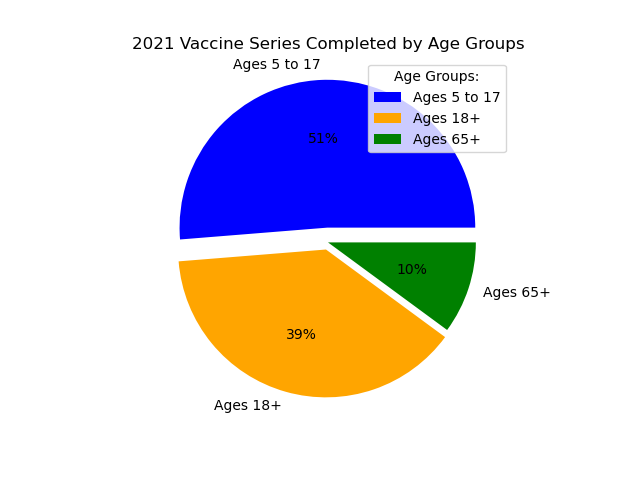 2021 Vaccine Series Completed by Age Groups
Ages 5 to 17
Age Groups:
Ages 5 to 17
Ages 18+
Ages 65+
51%
10%
Ages 65+
39%
Ages 18+